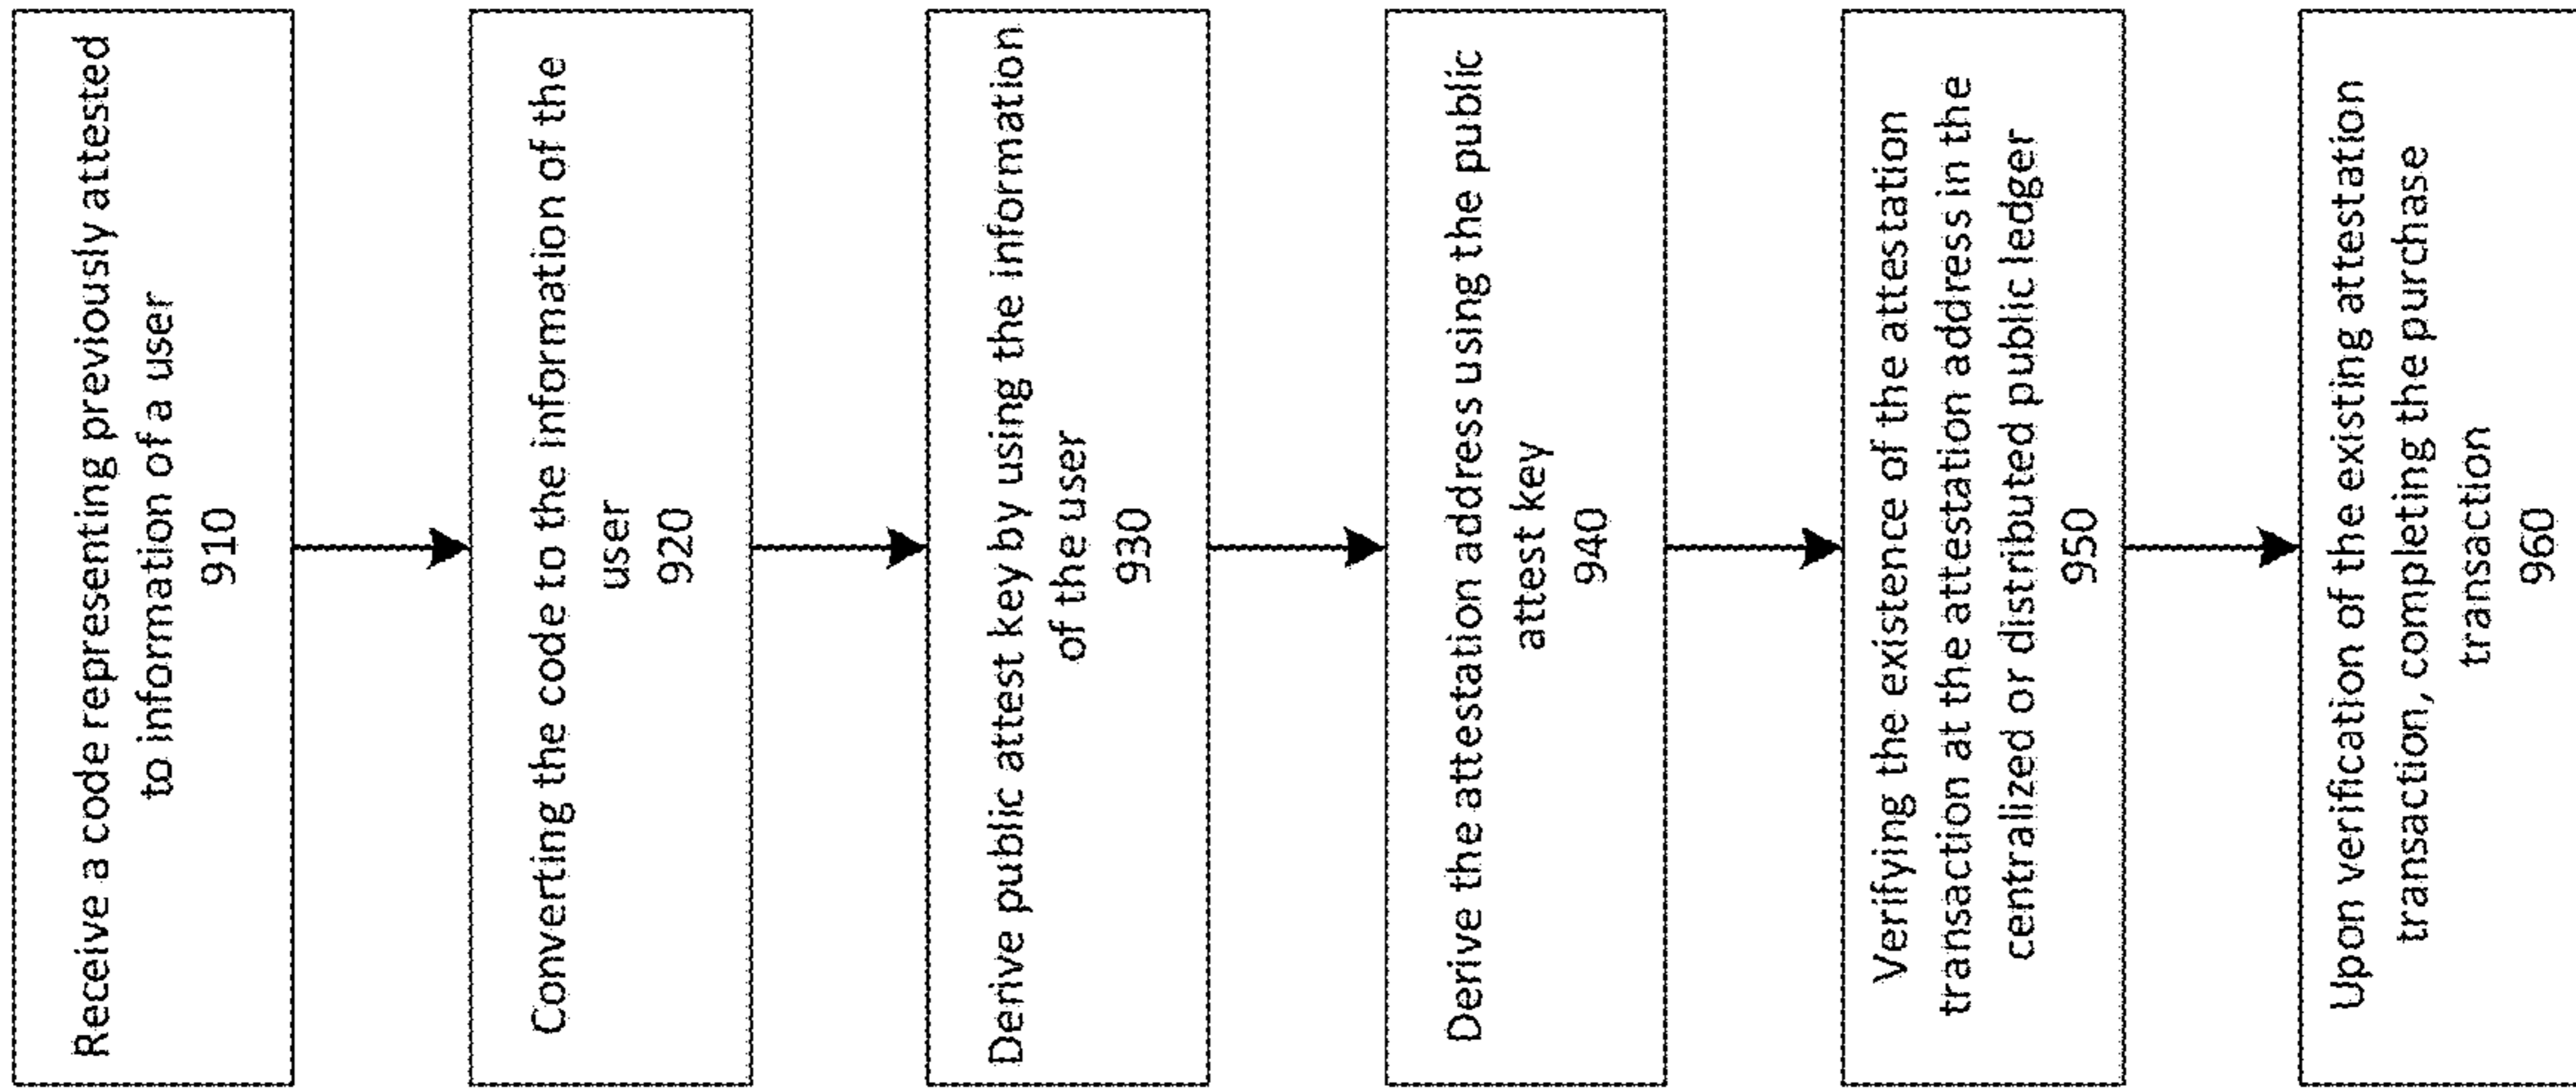 Receive a code representing previously attested
to information of a user
910
Converting the code to the information of the
user
920
Derive public attest key by using the information
of the user
930
Derive the attestation address using the public
attest key
940
Verifying the existence of the attestation
transaction at the attestation address in the
centralized or distributed public ledger
950
Upon verification of the existing attestation
transaction, completing the purchase
transaction
960